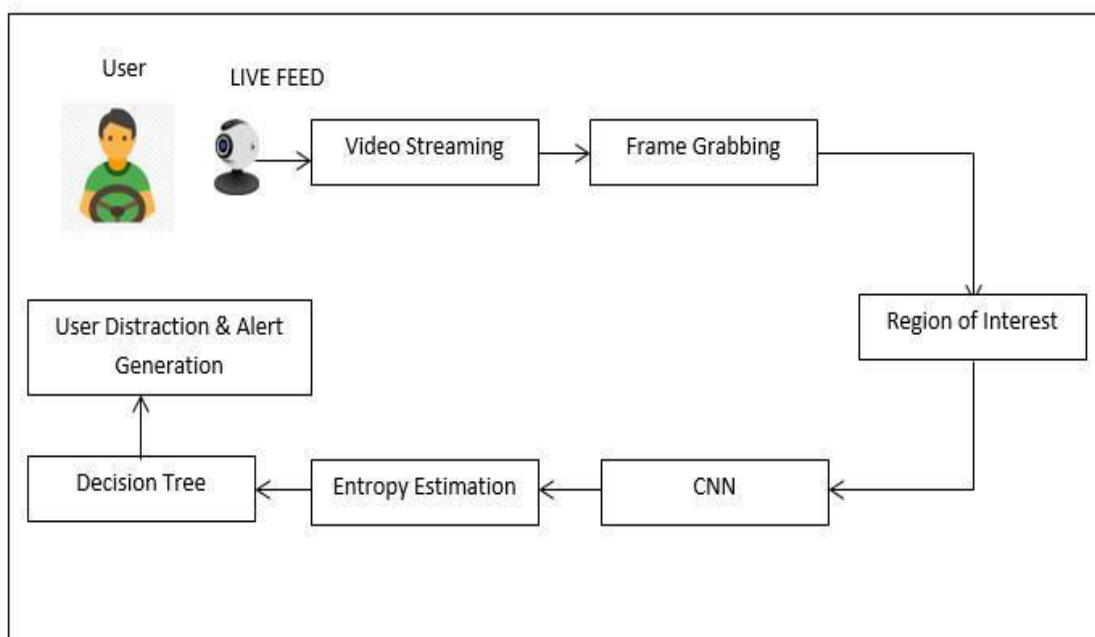 User
LIVE FEED
Video Streaming
Frame Grabbing
Region of Interest
CNN
Entropy Estimation
Decision Tree
User Distraction & Alert
Generation